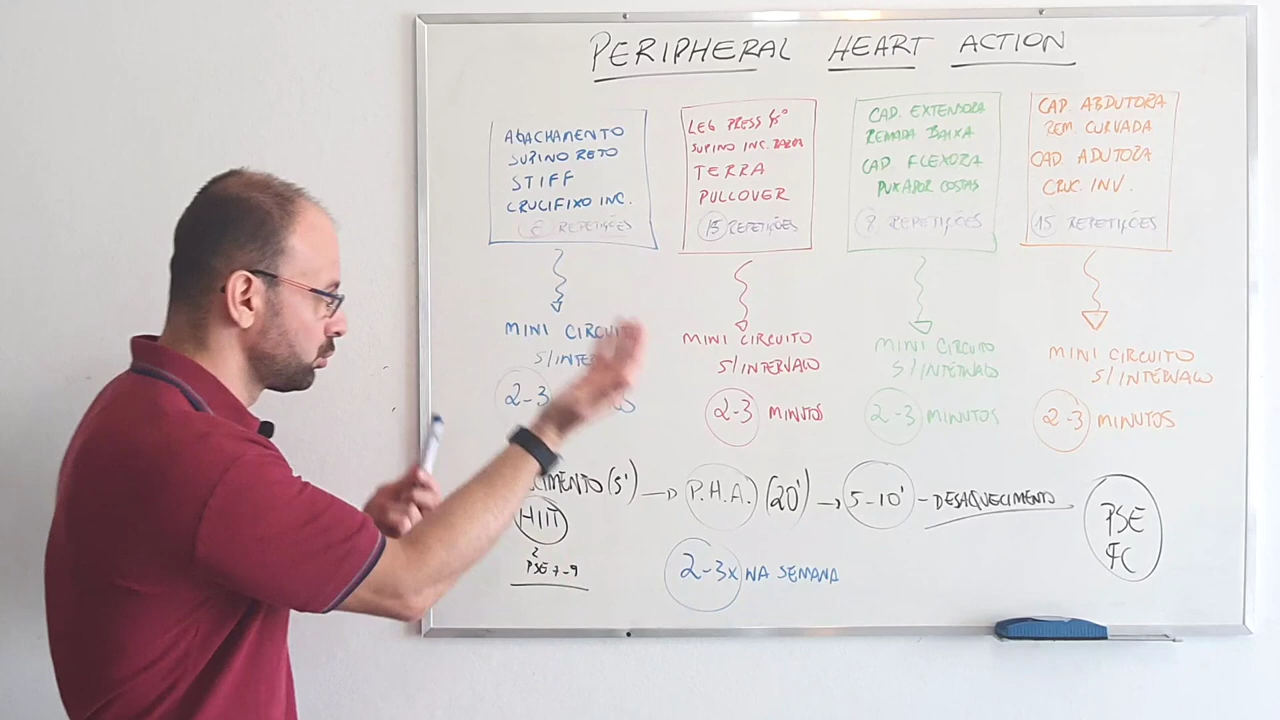 PERIPHERAL HEART ACTION
AGACHAMENTO
SUPINO RETO
STIFF
CRUCIFIXO INC.
REPETIÇÕES
LEG PRESS 45°
SUPINO INC. BARRA
TERRA
PULLOVER
15 REPETIÇÕES
CAD. EXTENSORA
REMADA BAIXA
CAD FLEXORA
PUXADOR COSTAS
8 REPETIÇÕES
CAD. ABDUTORA
REM. CURVADA
CAD. ADUTORA
CRUC. INV.
15 REPETIÇÕES
MINI CIRCUITO
S/INTE
2-3
MINI CIRCUITO
S/INTERVALO
2-3 MINUTOS
MINI CIRCUITO
S/INTERVALO
2-3 MINUTOS
MINI CIRCUITO
S/INTERVALO
2-3 MINUTOS
CIMENTO (5') → P.H.A. (20') → 5-10' - DESAQUECIMENTO
HIIT
PSE 7-9
2-3x NA SEMANA
PSE
FC